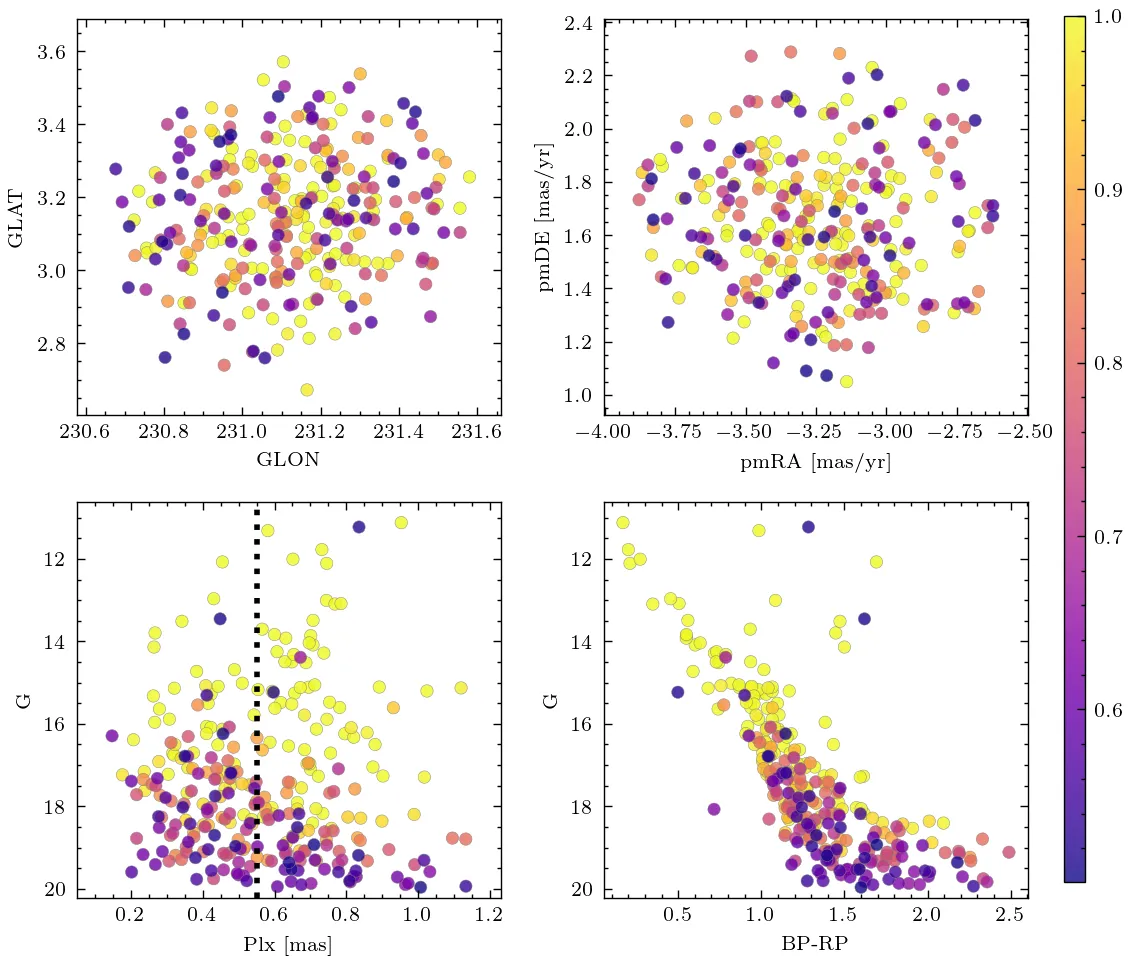 3.6
3.4
3.2
3.0
2.8
GLAT
230.6 230.8 231.0 231.2 231.4 231.6
GLON
2.4
2.2
2.0
1.8
1.6
1.4
1.2
1.0
pmDE [mas/yr]
−4.00 −3.75 −3.50 −3.25 −3.00 −2.75 −2.50
pmRA [mas/yr]
12
14
16
18
20
G
0.2 0.4 0.6 0.8 1.0 1.2
Plx [mas]
12
14
16
18
20
G
0.5 1.0 1.5 2.0 2.5
BP-RP
1.0
0.9
0.8
0.7
0.6